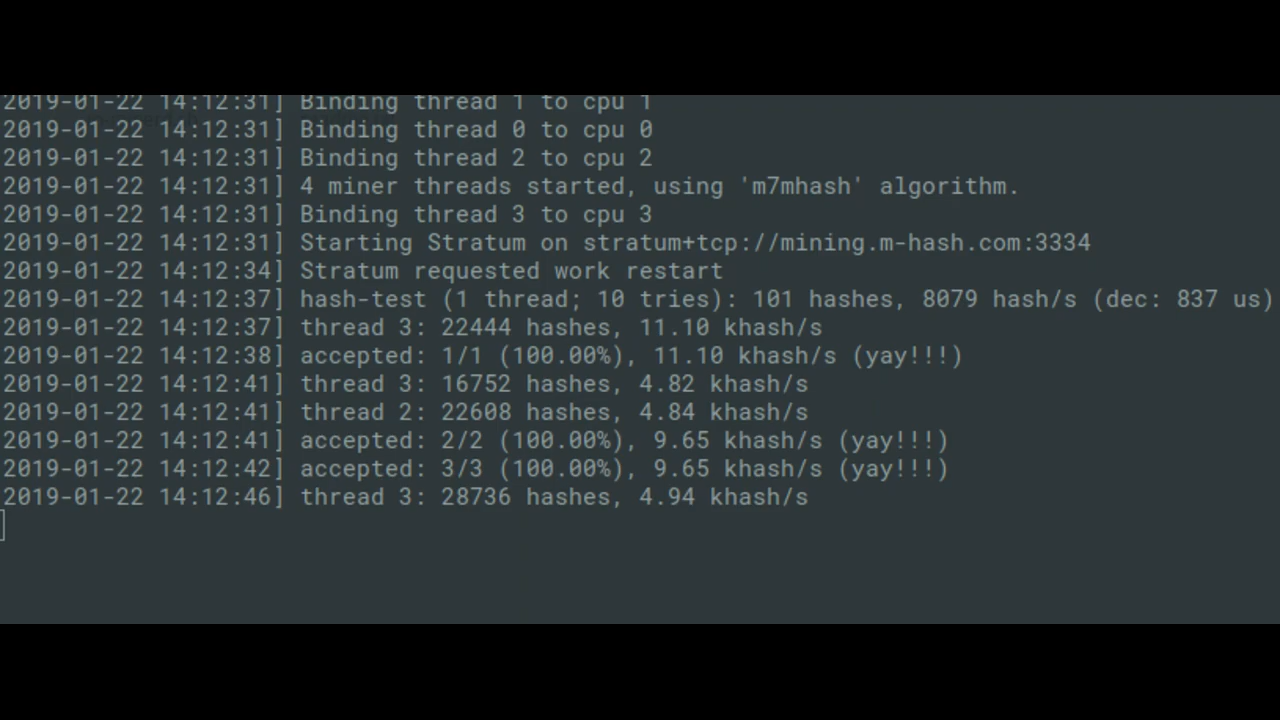 2019-01-22 14:12:31] Binding thread 1 to cpu 1
2019-01-22 14:12:31] Binding thread 0 to cpu 0
2019-01-22 14:12:31] Binding thread 2 to cpu 2
2019-01-22 14:12:31] 4 miner threads started, using 'm7mhash' algorithm.
2019-01-22 14:12:31] Binding thread 3 to cpu 3
2019-01-22 14:12:31] Starting Stratum on stratum+tcp://mining.m-hash.com:3334
2019-01-22 14:12:34] Stratum requested work restart
2019-01-22 14:12:37] hash-test (1 thread; 10 tries): 101 hashes, 8079 hash/s (dec: 837 us)
2019-01-22 14:12:37] thread 3: 22444 hashes, 11.10 khash/s
2019-01-22 14:12:38] accepted: 1/1 (100.00%), 11.10 khash/s (yay!!!)
2019-01-22 14:12:41] thread 3: 16752 hashes, 4.82 khash/s
2019-01-22 14:12:41] thread 2: 22608 hashes, 4.84 khash/s
2019-01-22 14:12:41] accepted: 2/2 (100.00%), 9.65 khash/s (yay!!!)
2019-01-22 14:12:42] accepted: 3/3 (100.00%), 9.65 khash/s (yay!!!)
2019-01-22 14:12:46] thread 3: 28736 hashes, 4.94 khash/s